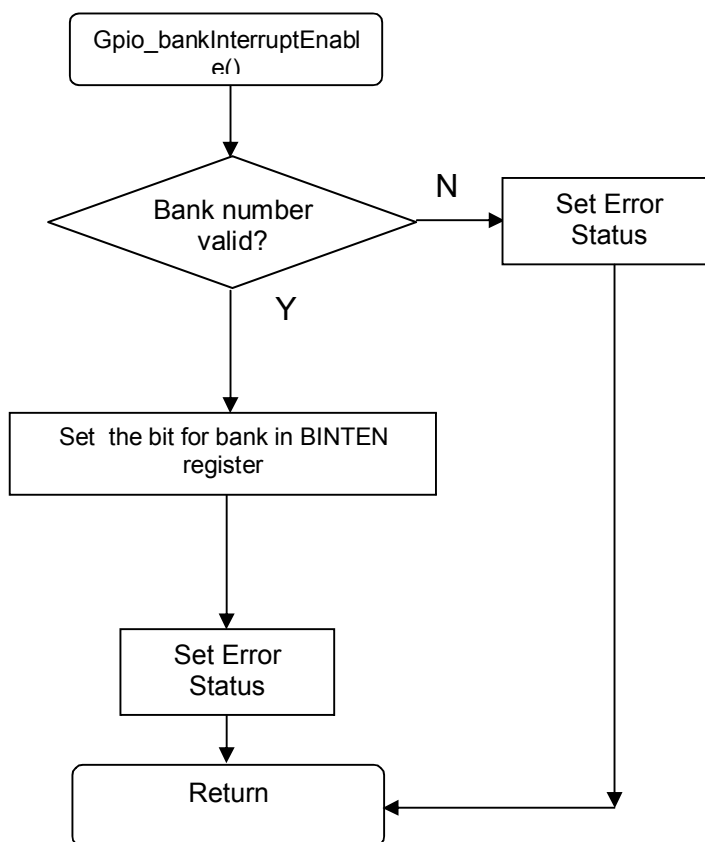 Gpio_bankInterruptEnabl
e()
Bank number
valid?
N
Set Error
Status
Y
Set  the bit for bank in BINTEN
register
Set Error
Status
Return